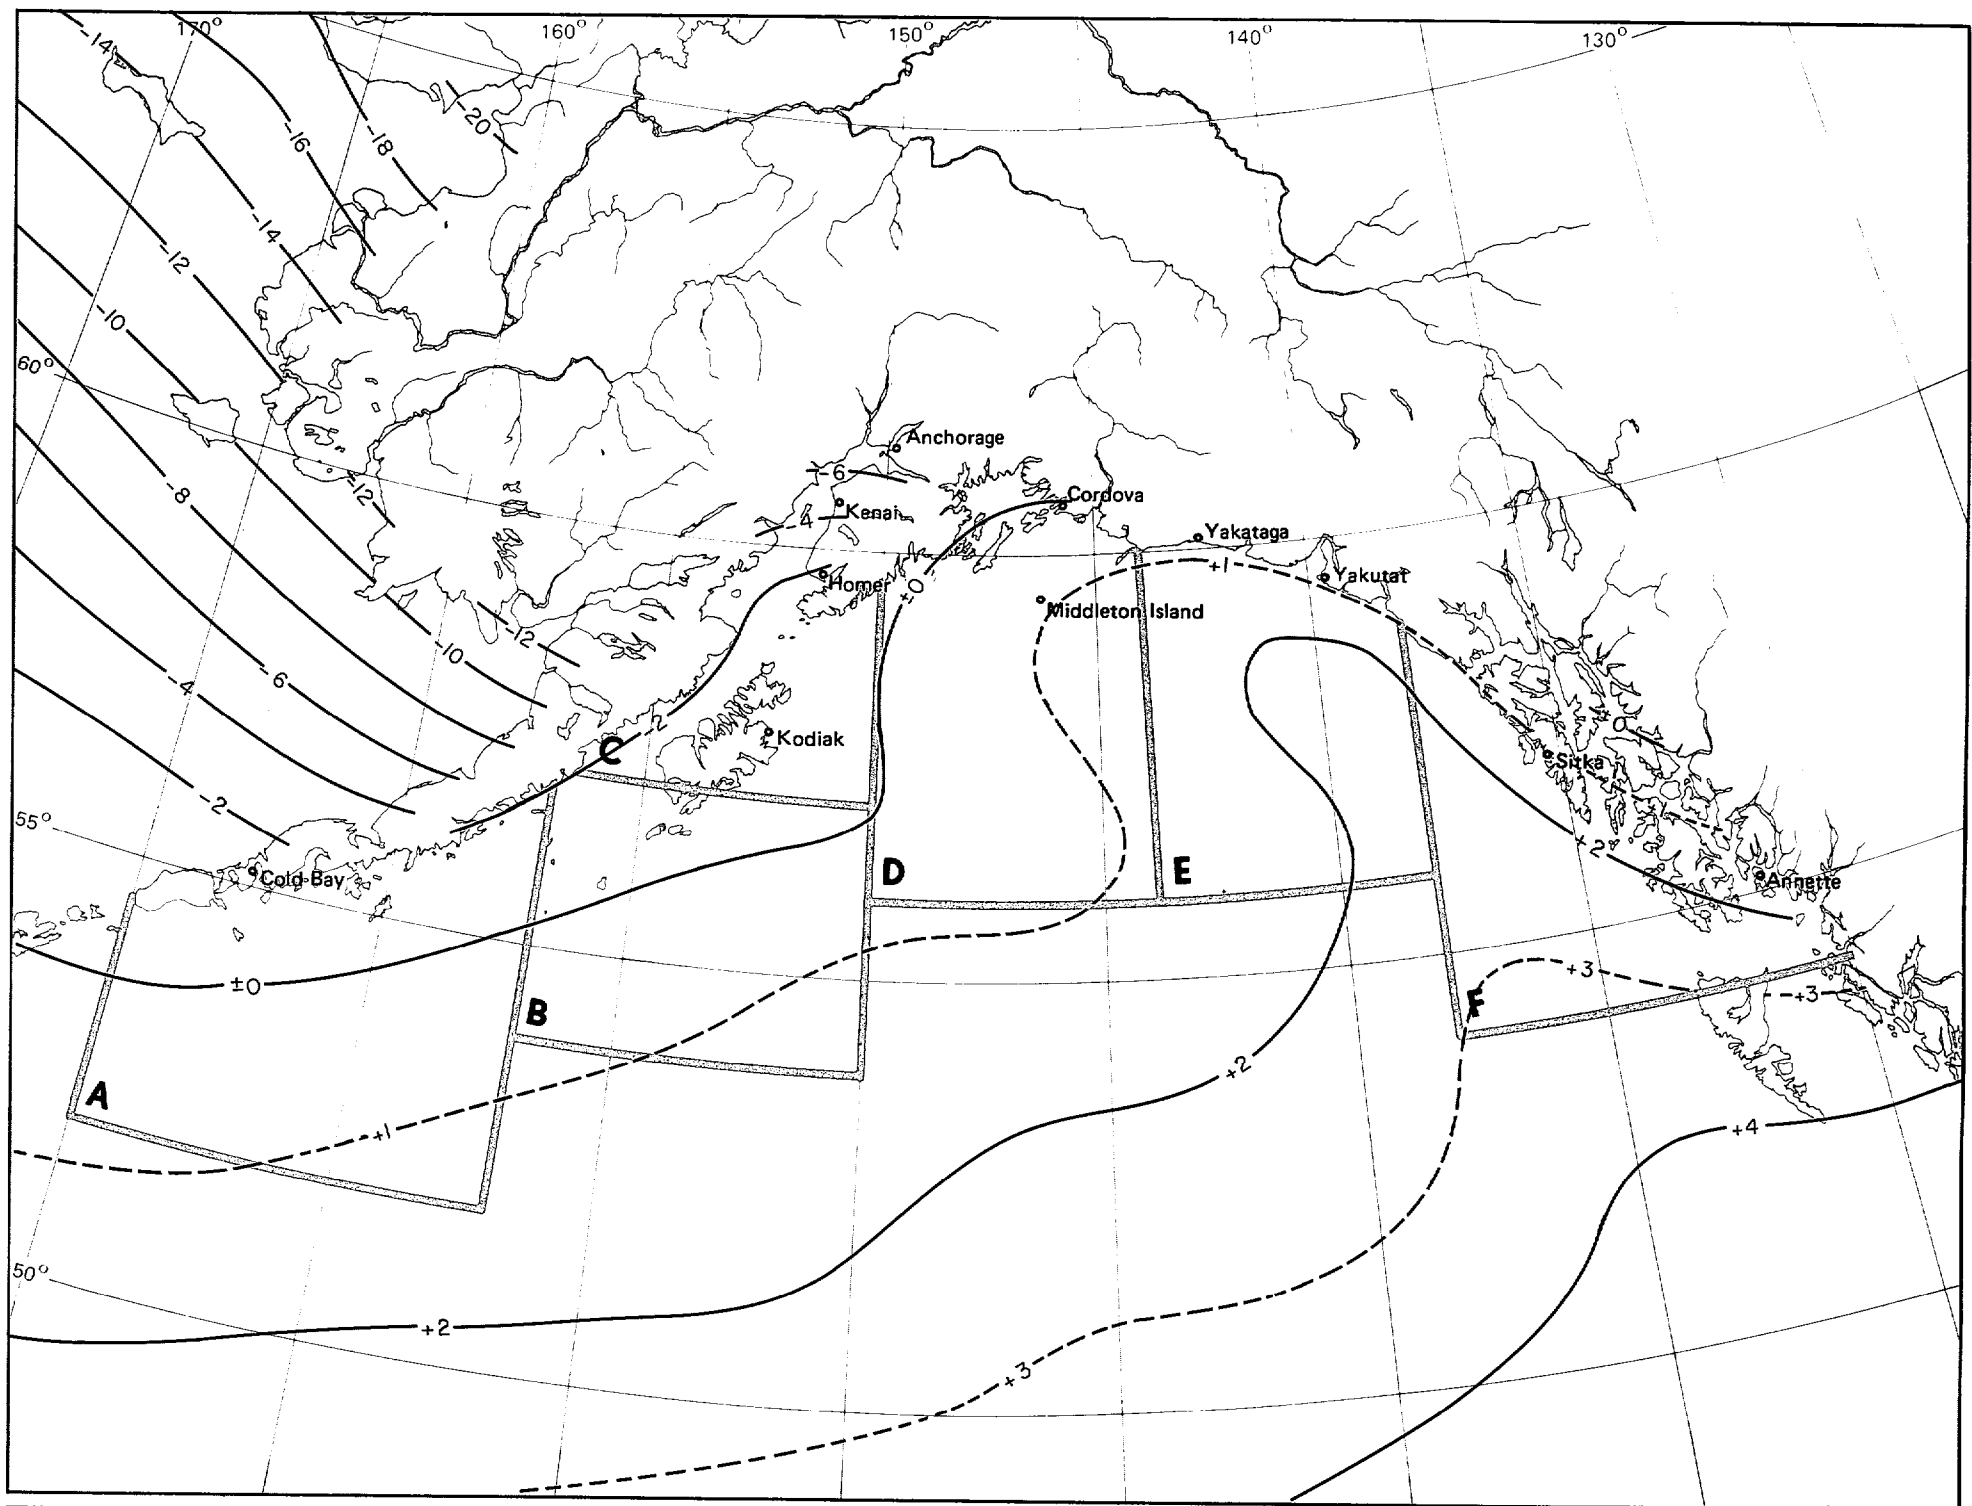 170°
160°
150°
140°
130°
-14
-16
-18
-20
-14
-12
-10
60°
-8
-12
Anchorage
-6
Kenai
-4
Cordova
Yakataga
+1
Yakutat
Homer
±0
Middleton Island
-12
-10
-6
-4
-2
C
Kodiak
±0
Sitka
-2
55°
Cold Bay
D
E
+2
Annette
±0
B
F
+3
+3
A
+1
+2
+4
50°
+2
+3